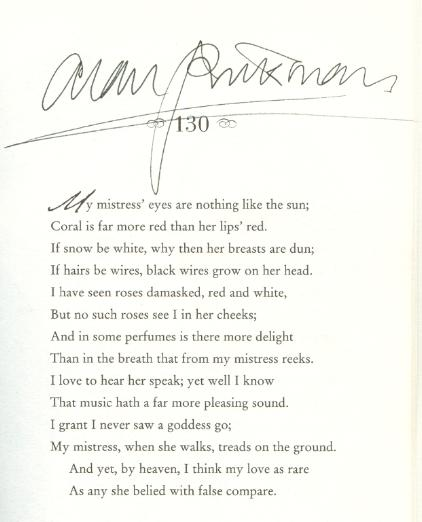 Alan Rickman
130
My mistress' eyes are nothing like the sun;
Coral is far more red than her lips' red.
If snow be white, why then her breasts are dun;
If hairs be wires, black wires grow on her head.
I have seen roses damasked, red and white,
But no such roses see I in her cheeks;
And in some perfumes is there more delight
Than in the breath that from my mistress reeks.
I love to hear her speak; yet well I know
That music hath a far more pleasing sound.
I grant I never saw a goddess go;
My mistress, when she walks, treads on the ground.
And yet, by heaven, I think my love as rare
As any she belied with false compare.